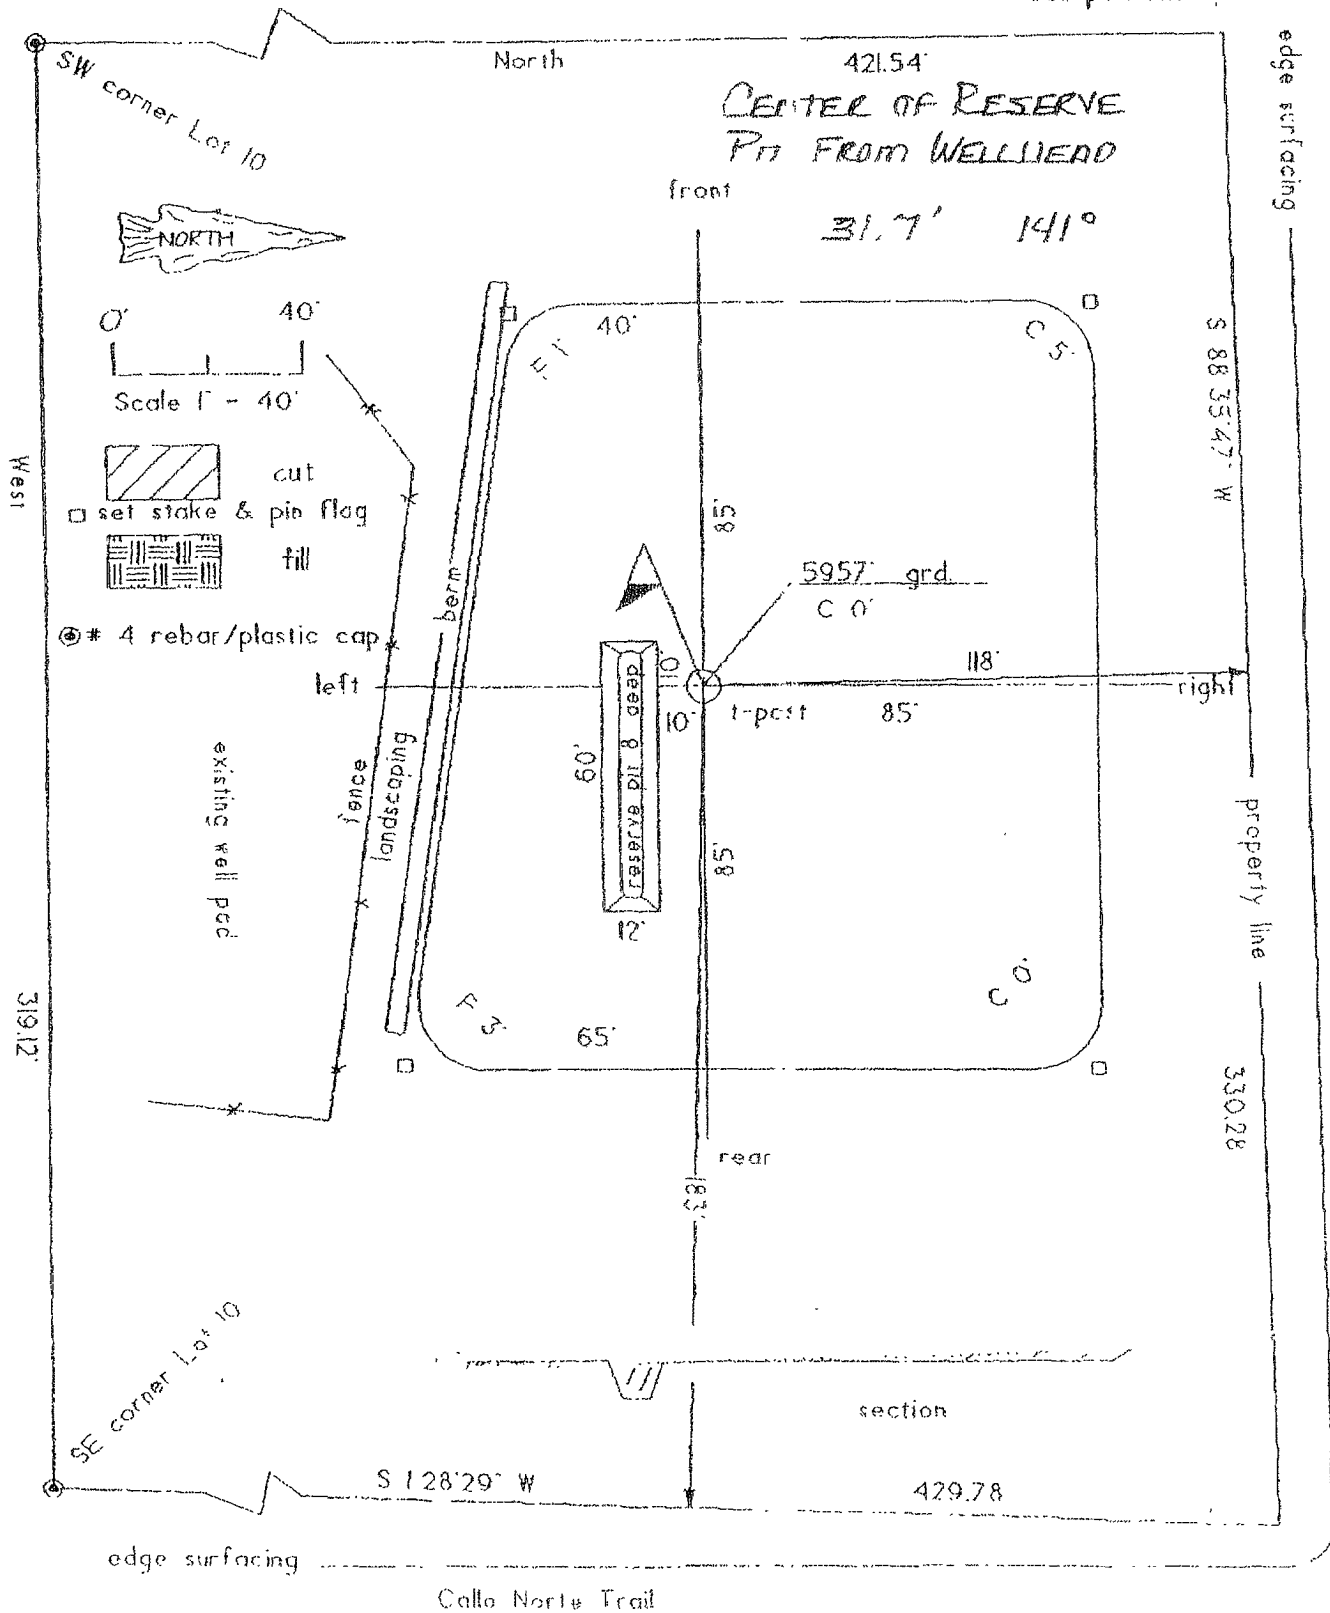 North
421.54'
edge surfacing
SW corner Lot 10
CENTER OF RESERVE
PIT FROM WELLHEAD
front
31.7' 141°
NORTH
0' 40'
Scale 1" - 40'
40'
F 1'
C 5'
S 88 35'47" W
cut
set stake & pin flag
fill
West
85'
berm
5957' grd.
C 0'
# 4 rebar/plastic cap
left
10'
118'
right
10'
t-post
85'
60'
reserve pit 8' deep
existing well pad
fence
landscaping
85'
property line
12'
F 3'
C 0'
65'
319.12'
330.28
rear
183'
SE corner Lot 10
section
S 1 28'29" W
429.78
edge surfacing
Calle Norte Trail